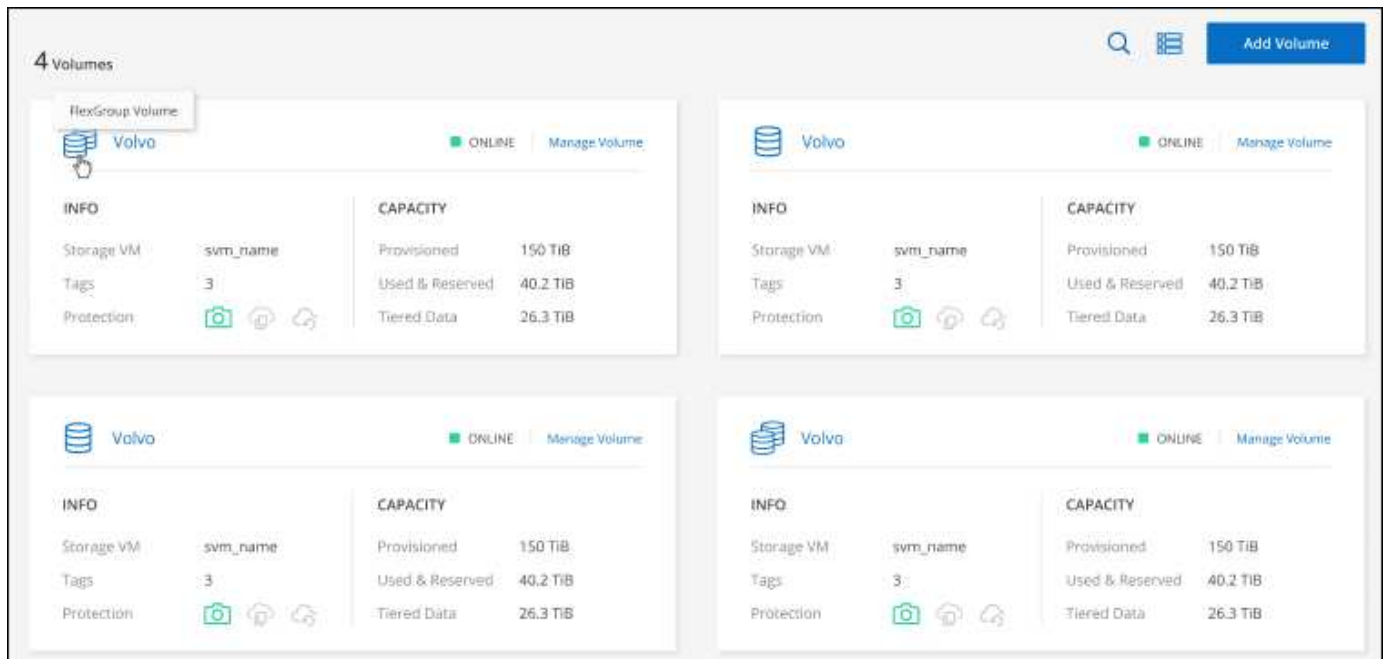 4 Volumes
Add Volume
FlexGroup Volume
Volvo
ONLINE
Manage Volume
INFO
CAPACITY
Storage VM
svm_name
Provisioned
150 TiB
Tags
3
Used & Reserved
40.2 TiB
Protection
Tiered Data
26.3 TiB
Volvo
ONLINE
Manage Volume
INFO
CAPACITY
Storage VM
svm_name
Provisioned
150 TiB
Tags
3
Used & Reserved
40.2 TiB
Protection
Tiered Data
26.3 TiB
Volvo
ONLINE
Manage Volume
INFO
CAPACITY
Storage VM
svm_name
Provisioned
150 TiB
Tags
3
Used & Reserved
40.2 TiB
Protection
Tiered Data
26.3 TiB
Volvo
ONLINE
Manage Volume
INFO
CAPACITY
Storage VM
svm_name
Provisioned
150 TiB
Tags
3
Used & Reserved
40.2 TiB
Protection
Tiered Data
26.3 TiB